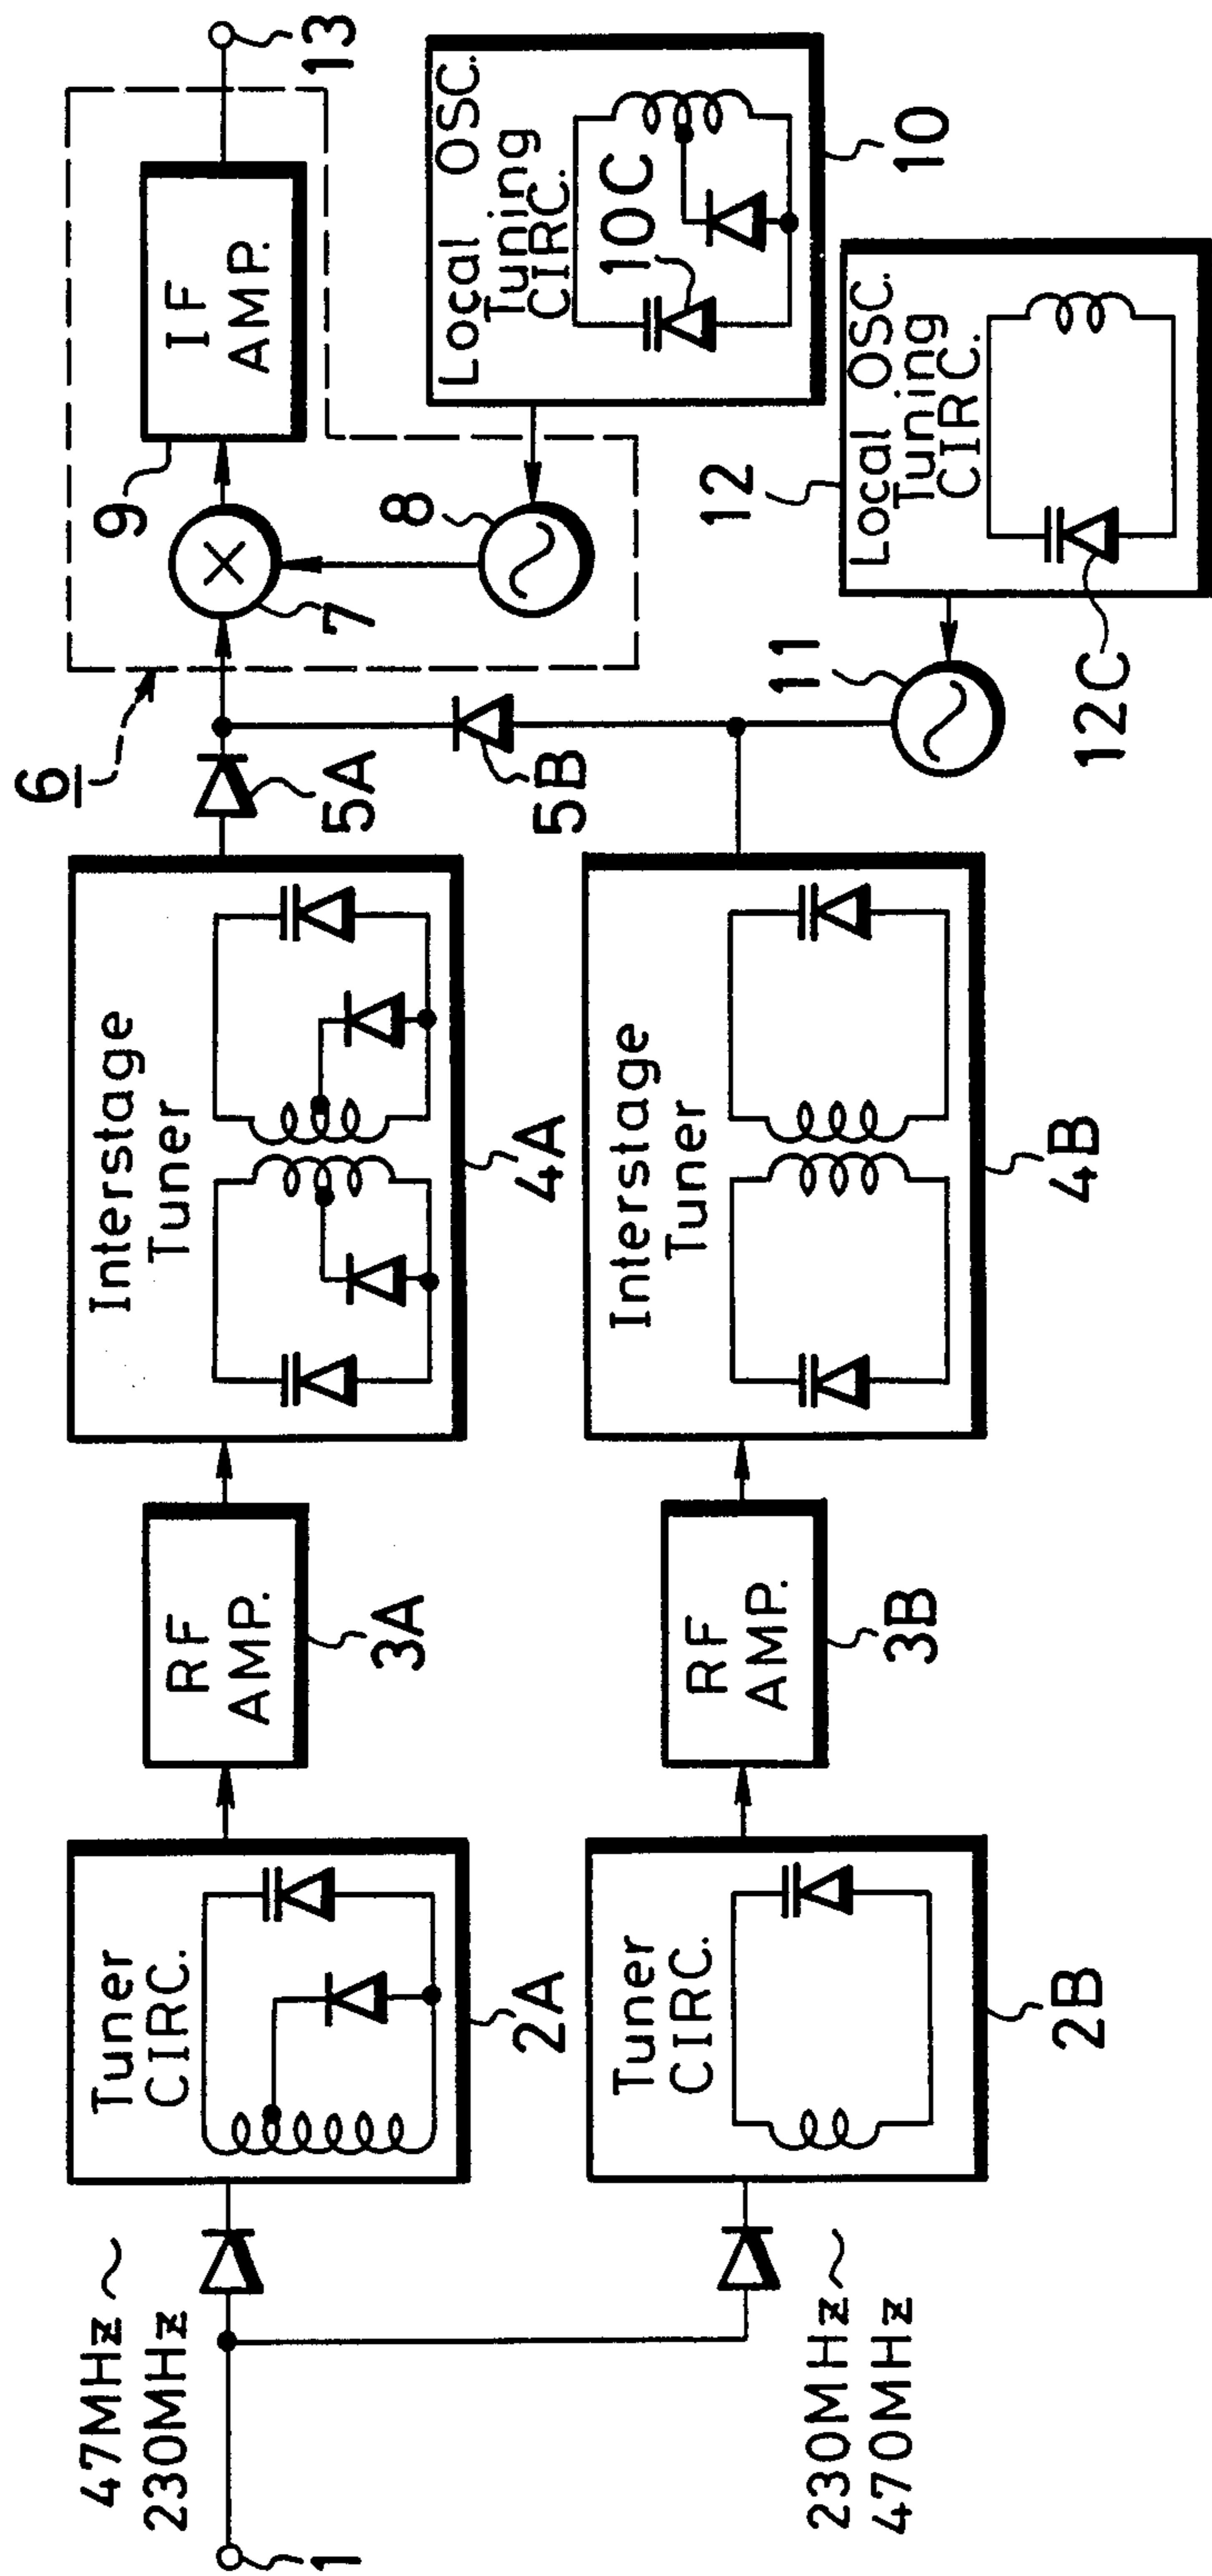 1
47MHz ~
230MHz
230MHz ~
470MHz
Tuner
CIRC.
2A
Tuner
CIRC.
2B
RF
AMP.
3A
RF
AMP.
3B
Interstage
Tuner
4A
Interstage
Tuner
4B
5A
5B
6
7
8
9
IF
AMP.
13
Local OSC.
Tuning
CIRC.
10C
10
11
Local OSC.
Tuning
CIRC.
12
12C